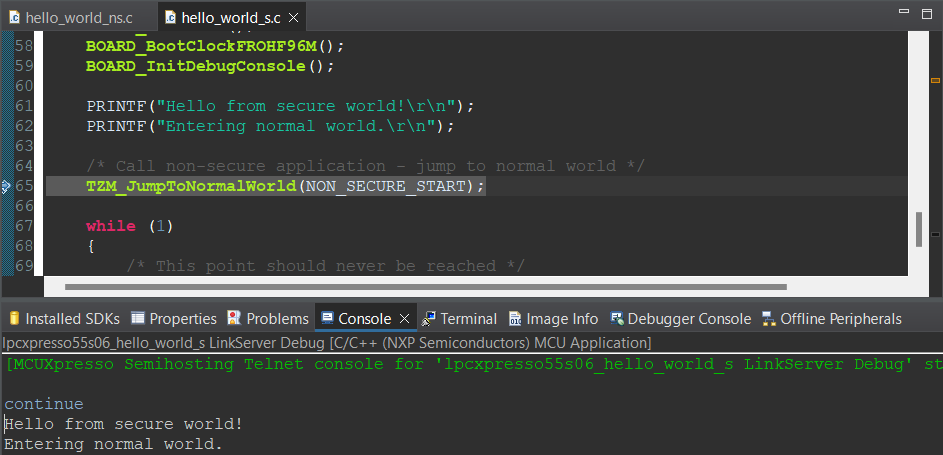 hello_world_ns.c hello_world_s.c
58 BOARD_BootClockFROHF96M();
59 BOARD_InitDebugConsole();
60
61 PRINTF("Hello from secure world!\r\n");
62 PRINTF("Entering normal world.\r\n");
63
64 /* Call non-secure application - jump to normal world */
65 TZM_JumpToNormalWorld(NON_SECURE_START);
66
67 while (1)
68 {
69 /* This point should never be reached */
Installed SDKs Properties Problems Console Terminal Image Info Debugger Console Offline Peripherals
lpcxpresso55s06_hello_world_s LinkServer Debug [C/C++ (NXP Semiconductors) MCU Application]
[MCUXpresso Semihosting Telnet console for 'lpcxpresso55s06_hello_world_s LinkServer Debug' st
continue
Hello from secure world!
Entering normal world.